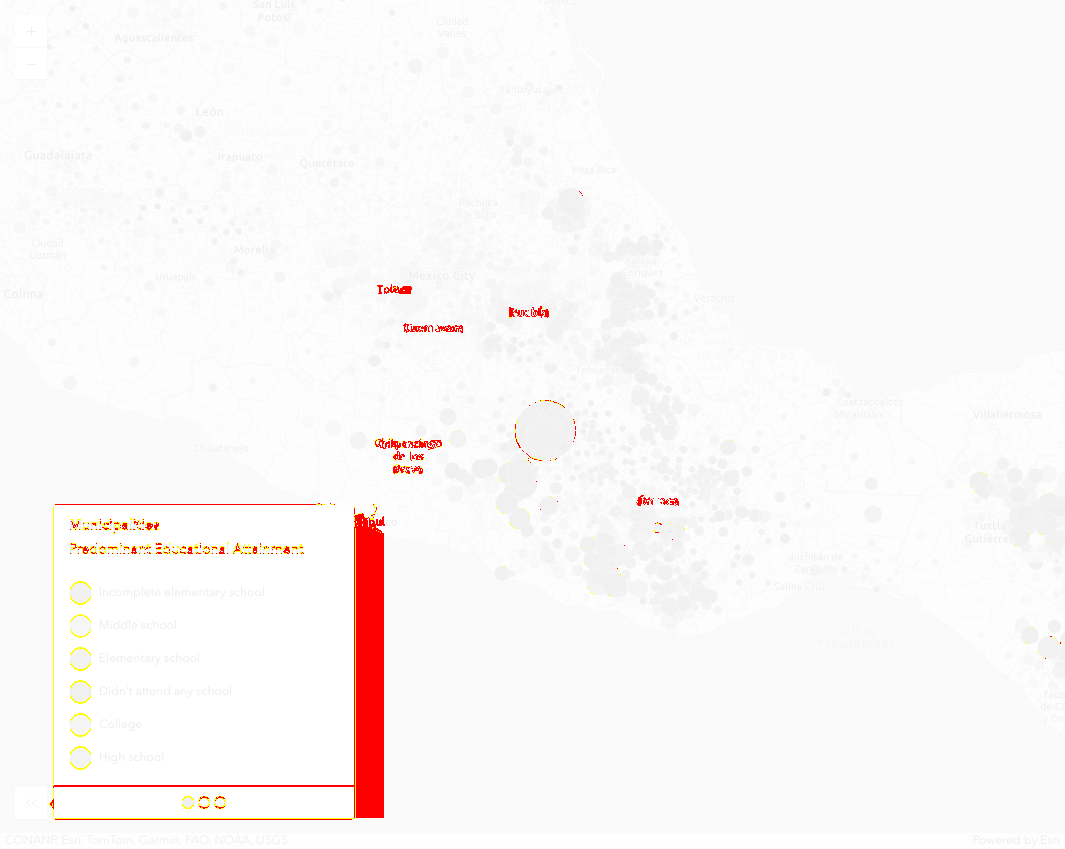 San Luis
Potosí
Tampico
Ciudad
Valles
Aguascalientes
+
−
Tantoyuca
León
Guadalajara
Irapuato
Querétaro
Poza Rica
Pachuca
de Soto
Ciudad
Guzmán
Morelia
Xalapa
Enríquez
Uruapan
Mexico City
Toluca
Colima
Veracruz
Puebla
Cuernavaca
Tehuacán
Coatzacoalcos
Minatitlán
Villahermosa
Zihuatanejo
Chilpancingo
de los
Bravo
Oaxaca
Municipalities
Predominant Educational Attainment
Tuxtla
Gutiérrez
Juchitán de
Zaragoza
Salina Cruz
Incomplete elementary school
Middle school
Elementary school
Didn't attend any school
College
High school
Gulf of
Tehuantepec
CONANP, Esri, TomTom, Garmin, FAO, NOAA, USGS
Powered by Esri